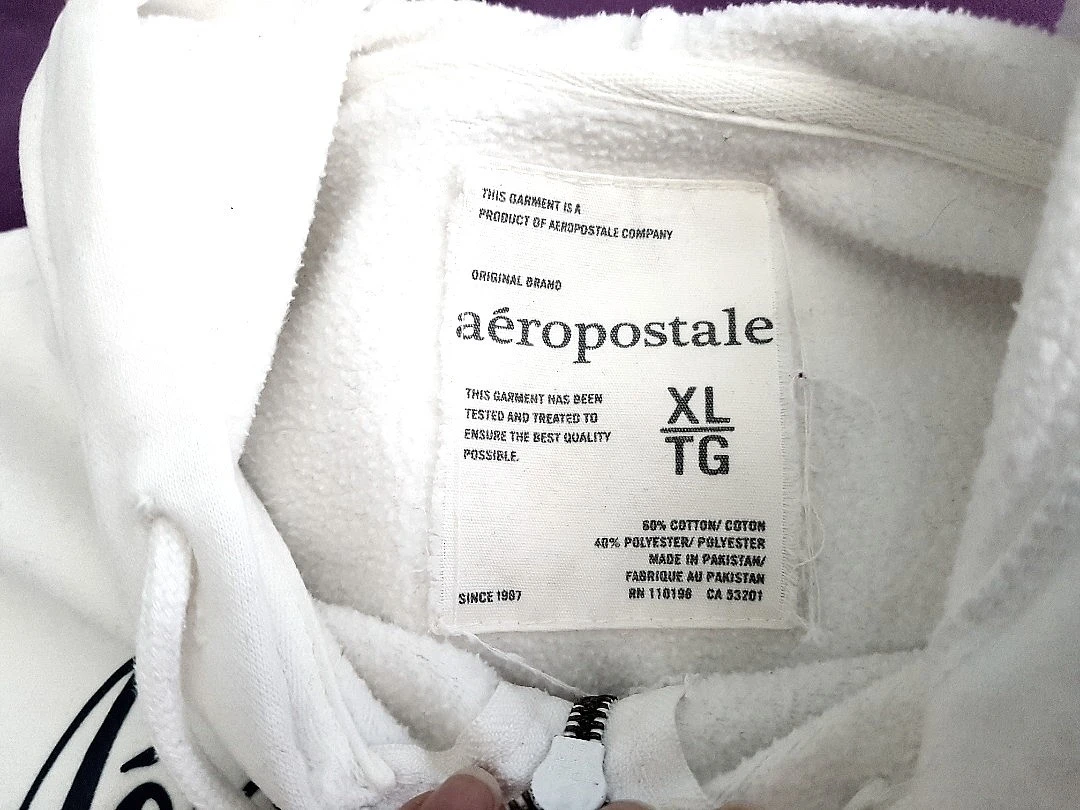 THIS GARMENT IS A
PRODUCT OF AEROPOSTALE COMPANY
ORIGINAL BRAND
aéropostale
THIS GARMENT HAS BEEN
TESTED AND TREATED TO
ENSURE THE BEST QUALITY
POSSIBLE.
XL
TG
60% COTTON/ COTON
40% POLYESTER/ POLYESTER
MADE IN PAKISTAN/
FABRIQUE AU PAKISTAN
RN 110198 CA 53201
SINCE 1987